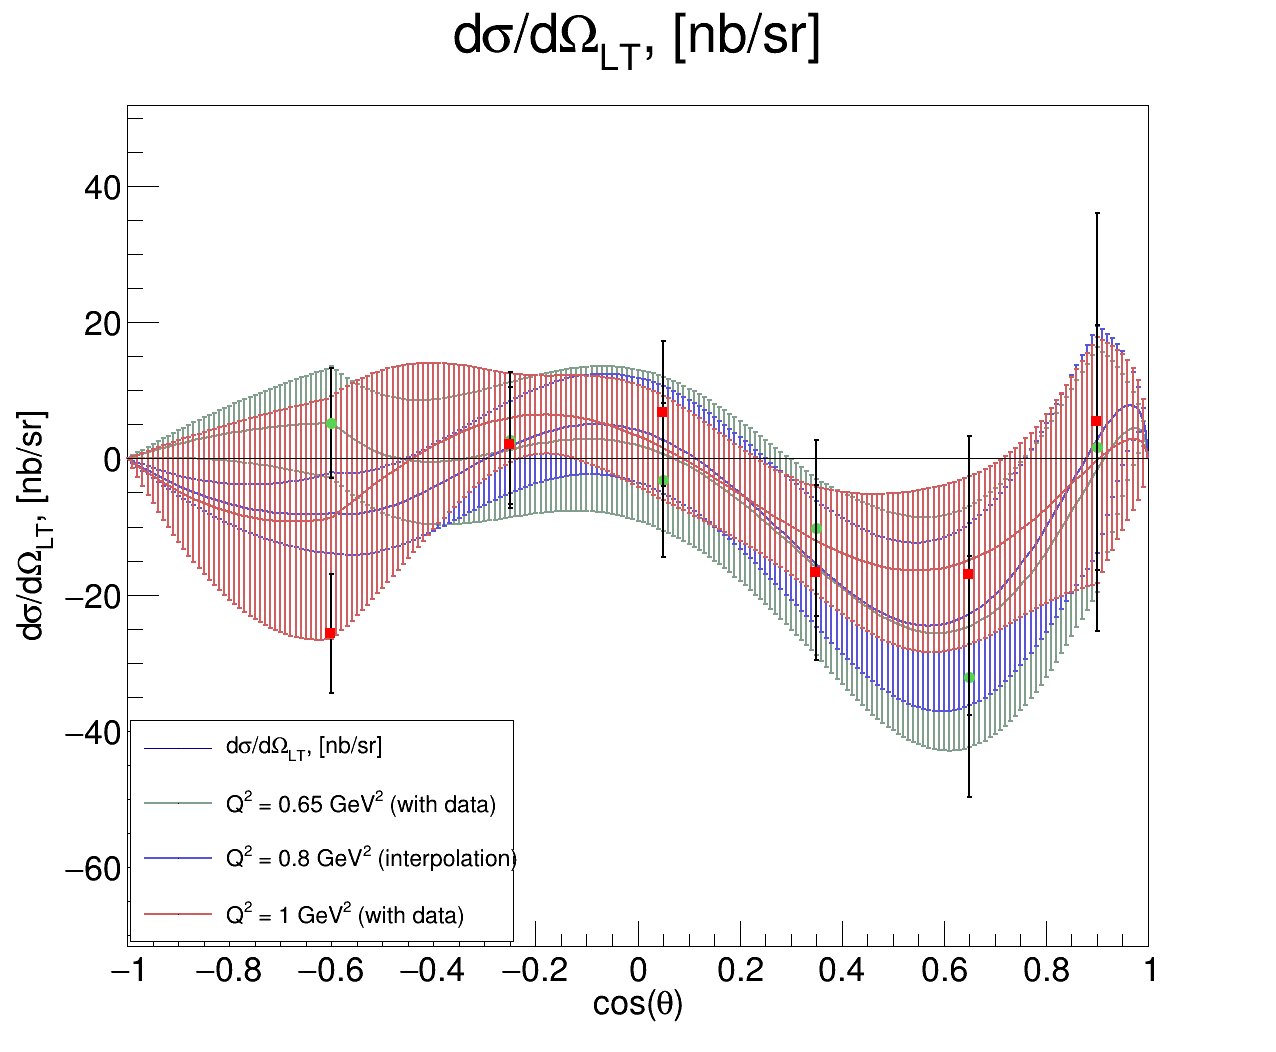 dσ/dΩLT, [nb/sr]
dσ/dΩLT, [nb/sr]
40
20
0
−20
−40
−60
dσ/dΩLT, [nb/sr]
Q2 = 0.65 GeV2 (with data)
Q2 = 0.8 GeV2 (interpolation)
Q2 = 1 GeV2 (with data)
−1 −0.8 −0.6 −0.4 −0.2 0 0.2 0.4 0.6 0.8 1
cos(θ)